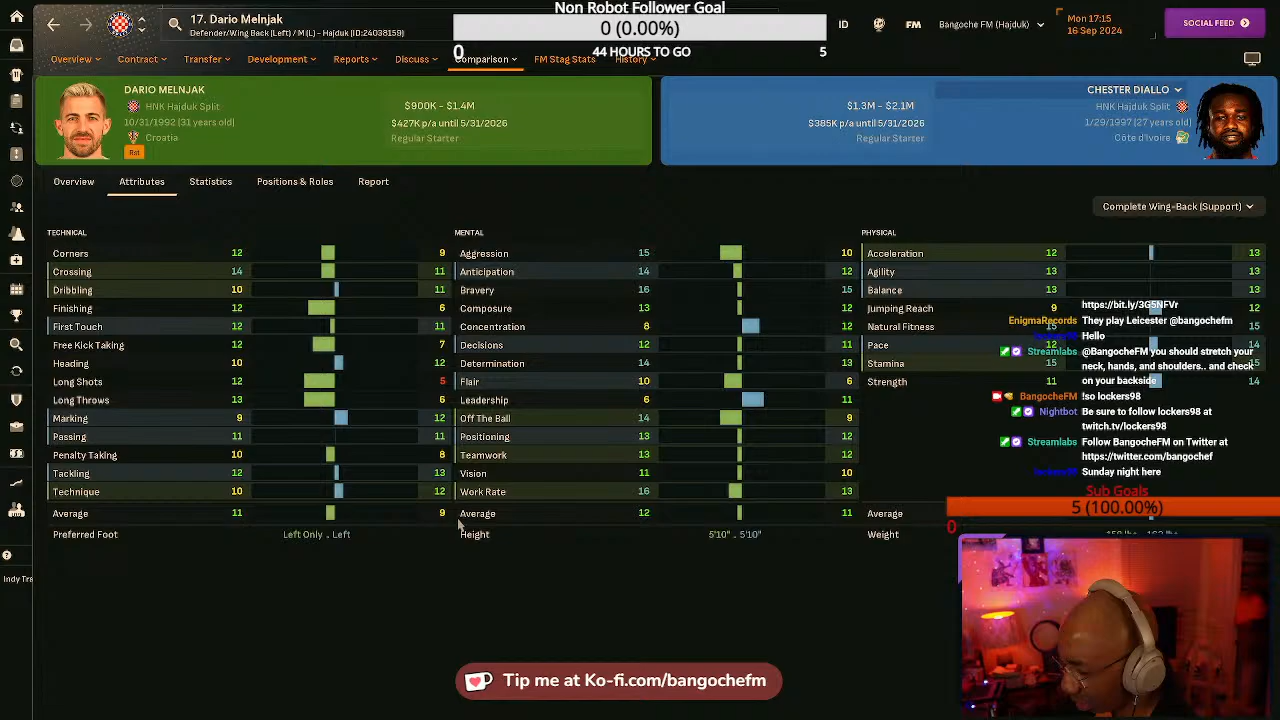 Non Robot Follower Goal
0 (0.00%)
0 44 HOURS TO GO 5
17. Dario Melnjak
Defender/Wing Back (Left) / M(L) - Hajduk (ID:24038159)
ID FM Bangoche FM (Hajduk)
Mon 17:15
16 Sep 2024
SOCIAL FEED
Overview Contract Transfer Development Reports Discuss Comparison FM Stag Stats History
DARIO MELNJAK
HNK Hajduk Split
10/31/1992 (31 years old)
Croatia
Rst
$900K - $1.4M
$427K p/a until 5/31/2026
Regular Starter
$1.3M - $2.1M
$385K p/a until 5/31/2026
Regular Starter
CHESTER DIALLO
HNK Hajduk Split
1/29/1997 (27 years old)
Côte d'Ivoire
Overview Attributes Statistics Positions & Roles Report
Complete Wing-Back (Support)
TECHNICAL
Corners 12 9
Crossing 14 11
Dribbling 10 11
Finishing 12 6
First Touch 12 11
Free Kick Taking 12 7
Heading 10 12
Long Shots 12 5
Long Throws 13 6
Marking 9 12
Passing 11 11
Penalty Taking 10 8
Tackling 12 13
Technique 10 12
Average 11 9
Preferred Foot Left Only - Left
MENTAL
Aggression 15 10
Anticipation 14 12
Bravery 16 15
Composure 13 12
Concentration 8 12
Decisions 12 11
Determination 14 13
Flair 10 6
Leadership 6 11
Off The Ball 14 9
Positioning 13 12
Teamwork 13 12
Vision 11 10
Work Rate 16 13
Average 12 11
Height 5'10" - 5'10"
PHYSICAL
Acceleration 12 13
Agility 13 13
Balance 13 13
Jumping Reach 9 12
Natural Fitness 15 15
Pace 12 14
Stamina 15 15
Strength 11 14
Average
Weight
https://bit.ly/3G5NFVr
EnigmaRecords They play Leicester @bangochefm
Hello
Streamlabs @BangocheFM you should stretch your
neck, hands, and shoulders.. and check
on your backside
BangocheFM !so lockers98
Nightbot Be sure to follow lockers98 at
twitch.tv/lockers98
Streamlabs Follow BangocheFM on Twitter at
https://twitter.com/bangochef
lockers98 Sunday night here
Sub Goals
5 (100.00%)
0
Indy Tra
Tip me at Ko-fi.com/bangochefm